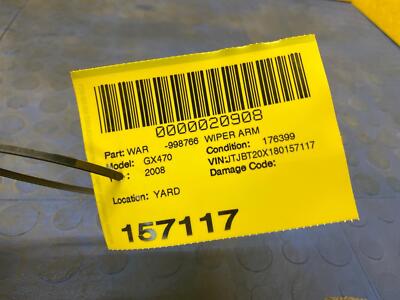 0000020908
Part: WAR -998766 WIPER ARM
Model: GX470 Condition: 176399
: 2008 VIN:JTJBT20X180157117
Damage Code:
Location: YARD
157117